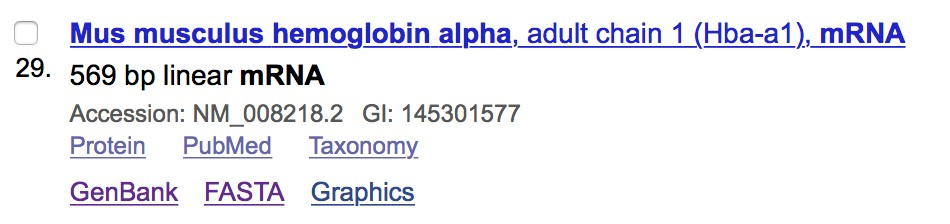 Mus musculus hemoglobin alpha, adult chain 1 (Hba-a1), mRNA
29. 569 bp linear mRNA
Accession: NM_008218.2 GI: 145301577
Protein PubMed Taxonomy
GenBank FASTA Graphics